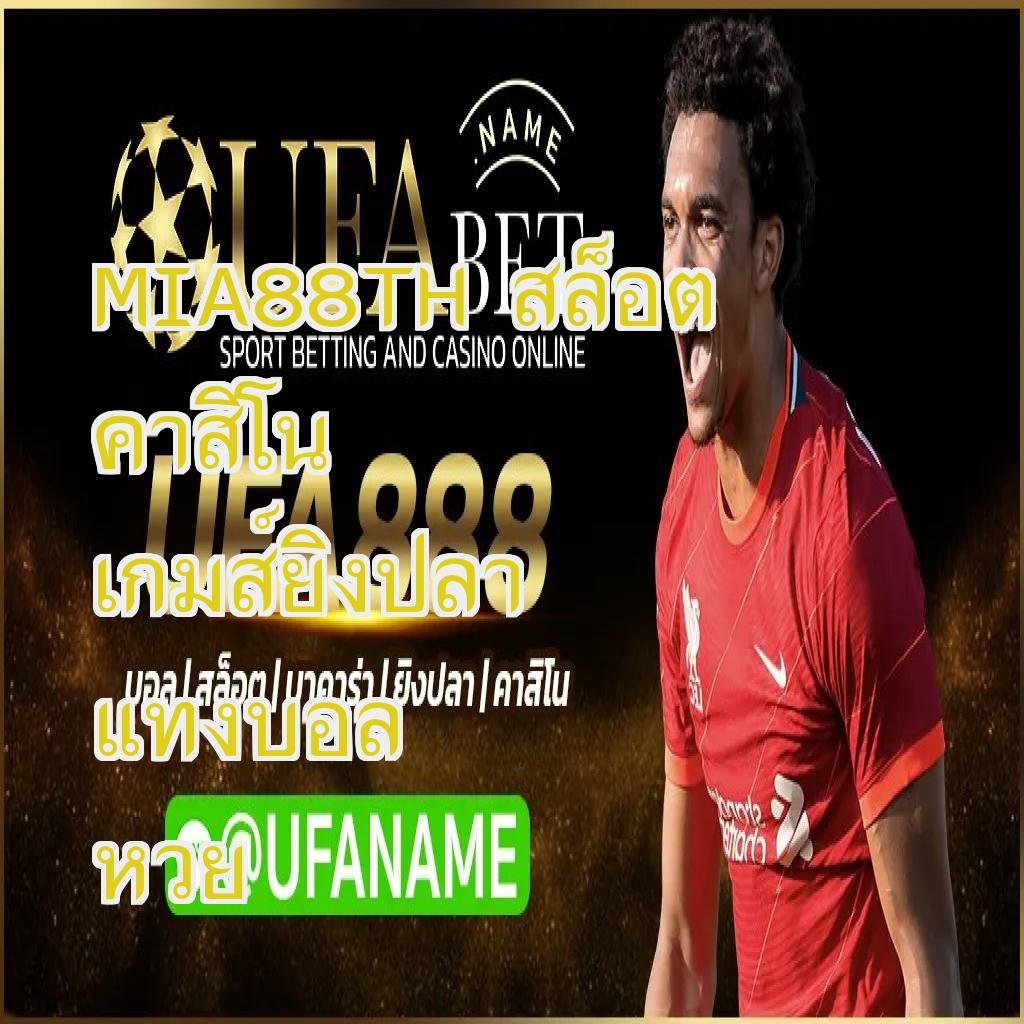 .NAME
UFABET
MIA88TH สล็อต
SPORT BETTING AND CASINO ONLINE
คาสิโน
UFA888
เกมส์ยิงปลา
บอล | สล็อต | บาคาร่า | ยิงปลา | คาสิโน
แทงบอล
@UFANAME
หวย